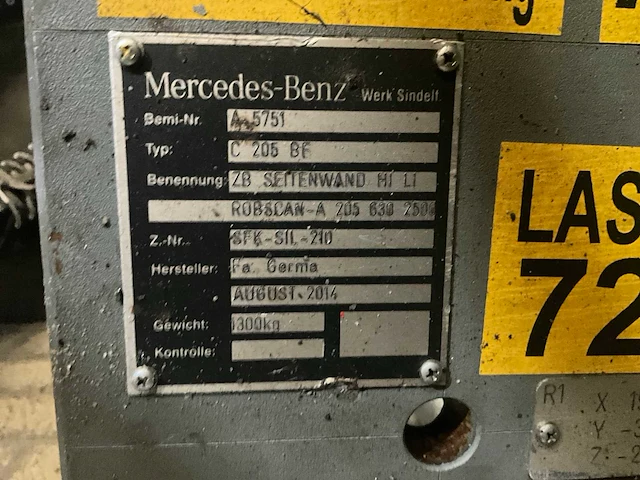 Mercedes-Benz Werk Sindelf.
Bemi-Nr. A 5751
Typ: C 205 BF
Benennung: ZB SEITENWAND HI LI
ROBSCAN-A 205 630 250
Z.-Nr. SFK-SIL-210
Hersteller: Fa. Germa
AUGUST 2014
Gewicht: 1300kg
Kontrolle:
LAS
72
R1
X
Y
Z